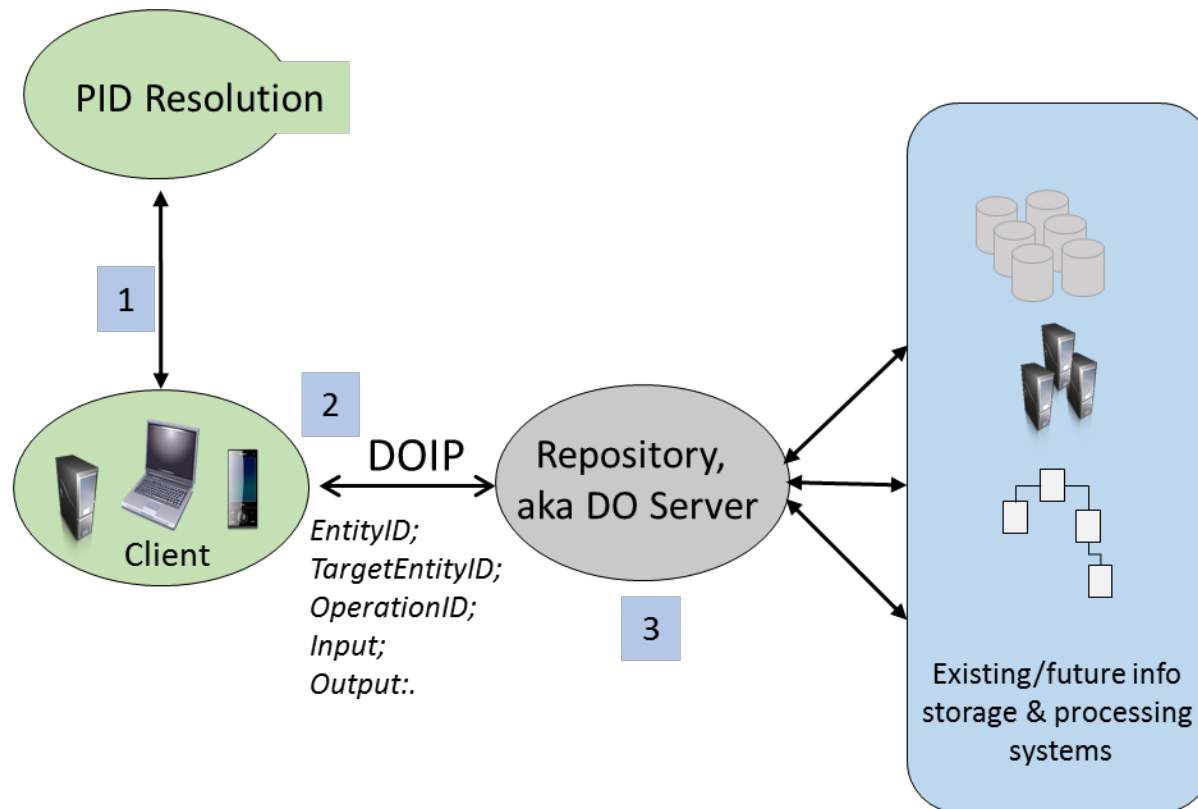 PID Resolution
1
2
DOIP
Client
EntityID;
TargetEntityID;
OperationID;
Input;
Output:.
Repository,
aka DO Server
3
Existing/future info
storage & processing
systems